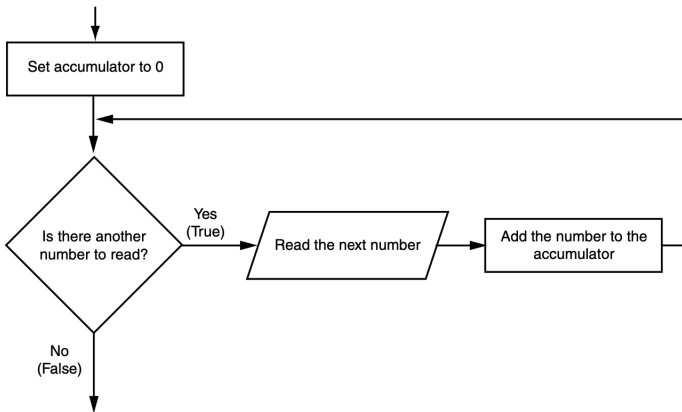 Set accumulator to 0
Yes
(True)
Is there another
number to read?
Read the next number
Add the number to the
accumulator
No
(False)